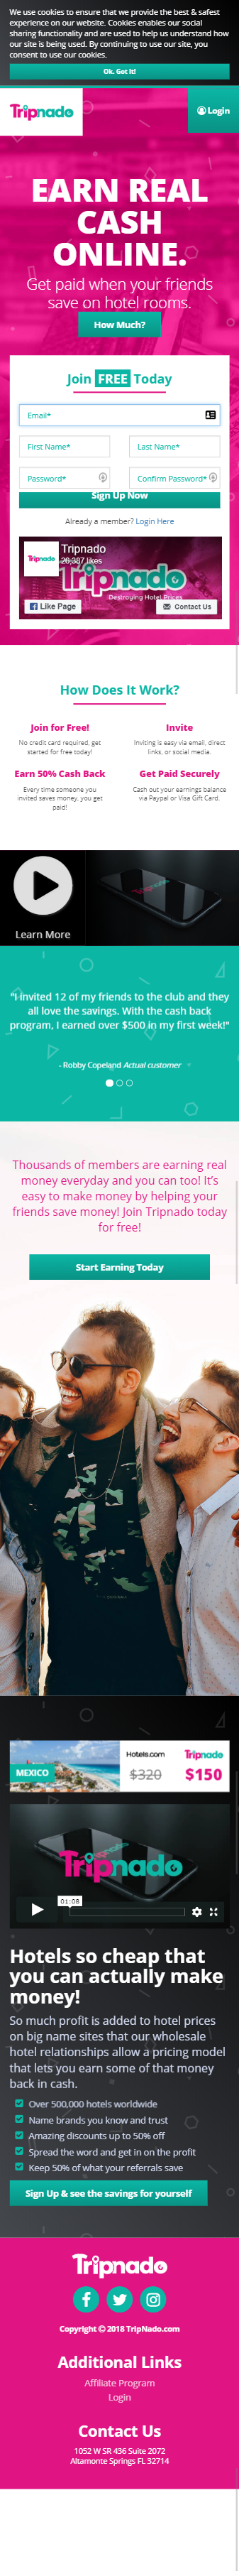 We use cookies to ensure that we provide the best & safest
experience on our website. Cookies enables our social
sharing functionality and are used to help us understand how
our site is being used. By continuing to use our site, you
consent to use our cookies.
Ok. Got It!
Tripnado
Login
EARN REAL
CASH
ONLINE.
Get paid when your friends
save on hotel rooms.
How Much?
Join FREE Today
Email*
First Name*
Last Name*
Password*
Confirm Password*
Sign Up Now
Already a member? Login Here
Tripnado
Tripnado
26,387 likes
Tripnado
Destroying Hotel Prices
Like Page
Contact Us
How Does It Work?
Join for Free!
No credit card required, get
started for free today!
Invite
Inviting is easy via email, direct
links, or social media.
Earn 50% Cash Back
Every time someone you
invited saves money, you get
paid!
Get Paid Securely
Cash out your earnings balance
via Paypal or Visa Gift Card.
Learn More
"I invited 12 of my friends to the club and they
all love the savings. With the cash back
program, I earned over $500 in my first week!"
- Robby Copeland Actual customer
Thousands of members are earning real
money everyday and you can too! It's
easy to make money by helping your
friends save money! Join Tripnado today
for free!
Start Earning Today
MEXICO
Hotels.com
$320
Tripnado
$150
Tripnado
01:06
Hotels so cheap that
you can actually make
money!
So much profit is added to hotel prices
on big name sites that our wholesale
hotel relationships allow a pricing model
that lets you earn some of that money
back in cash.
Over 500,000 hotels worldwide
Name brands you know and trust
Amazing discounts up to 50% off
Spread the word and get in on the profit
Keep 50% of what your referrals save
Sign Up & see the savings for yourself
Tripnado
Copyright © 2018 TripNado.com
Additional Links
Affiliate Program
Login
Contact Us
1052 W SR 436 Suite 2072
Altamonte Springs FL 32714